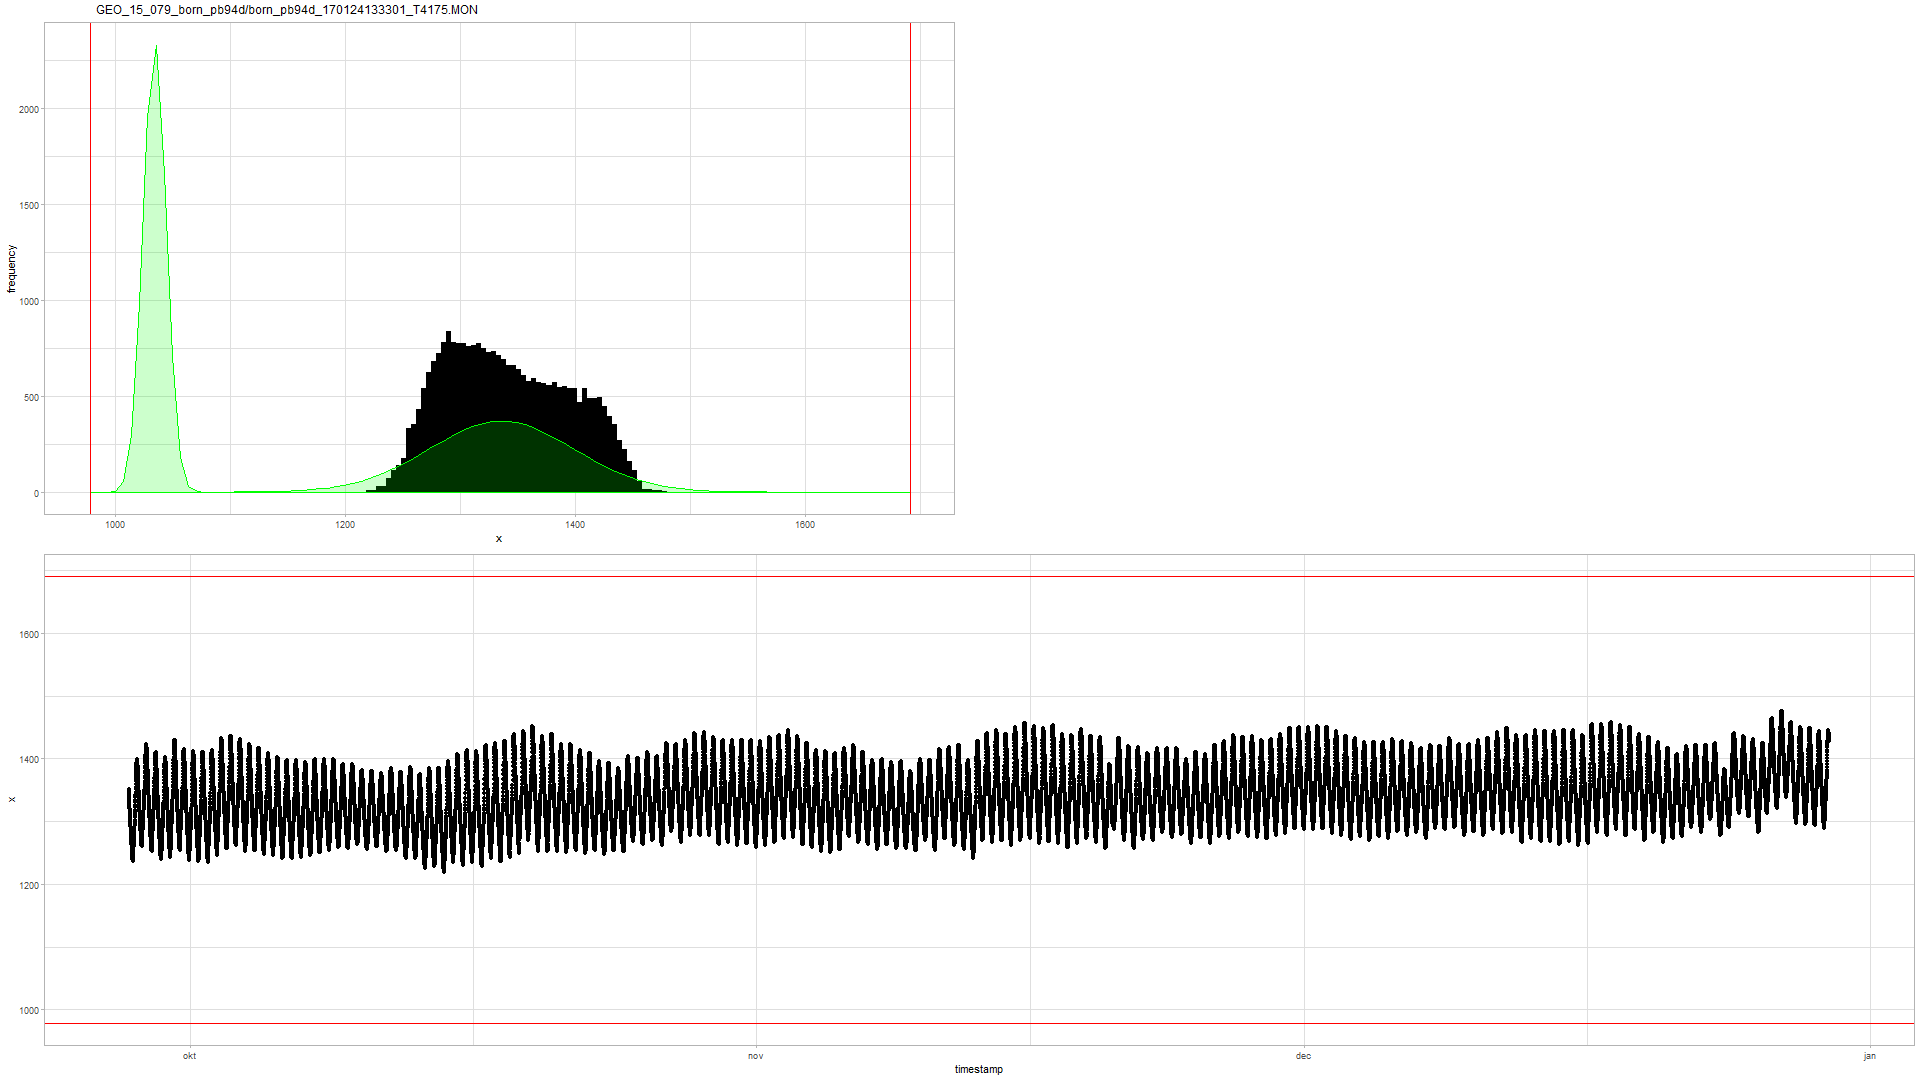 GEO_15_079_born_pb94d/born_pb94d_170124133301_T4175.MON
2000
1500
1000
500
0
frequency
1000 1200 1400 1600
x
1600
1400
1200
1000
x
okt nov dec jan
timestamp